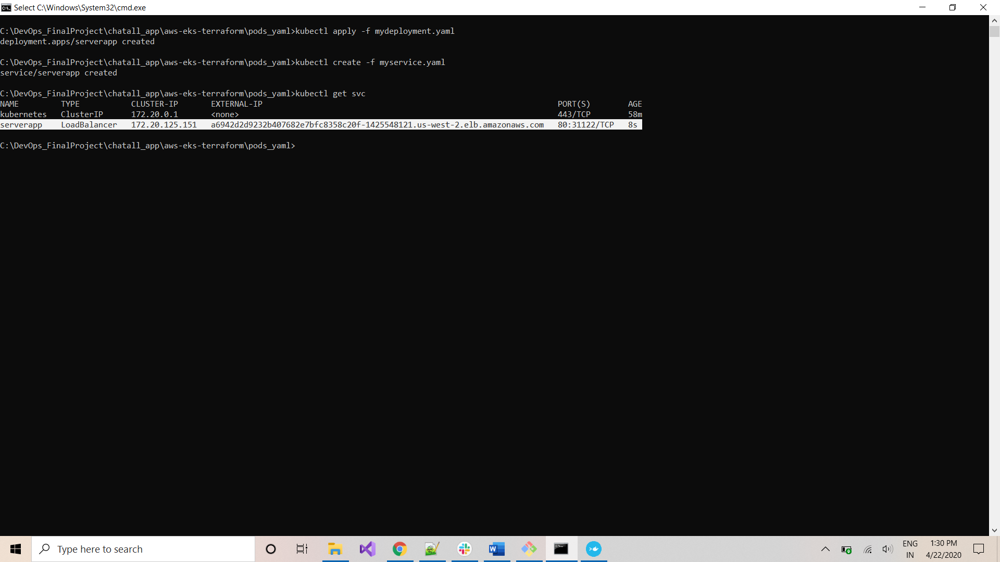 Select C:\Windows\System32\cmd.exe
C:\DevOps_FinalProject\chatall_app\aws-eks-terraform\pods_yaml>kubectl apply -f mydeployment.yaml
deployment.apps/serverapp created
C:\DevOps_FinalProject\chatall_app\aws-eks-terraform\pods_yaml>kubectl create -f myservice.yaml
service/serverapp created
C:\DevOps_FinalProject\chatall_app\aws-eks-terraform\pods_yaml>kubectl get svc
NAME TYPE CLUSTER-IP EXTERNAL-IP PORT(S) AGE
kubernetes ClusterIP 172.20.0.1 <none> 443/TCP 58m
serverapp LoadBalancer 172.20.125.151 a6942d2d9232b407682e7bfc8358c20f-1425548121.us-west-2.elb.amazonaws.com 80:31122/TCP 8s
C:\DevOps_FinalProject\chatall_app\aws-eks-terraform\pods_yaml>
Type here to search
ENG
IN
1:30 PM
4/22/2020